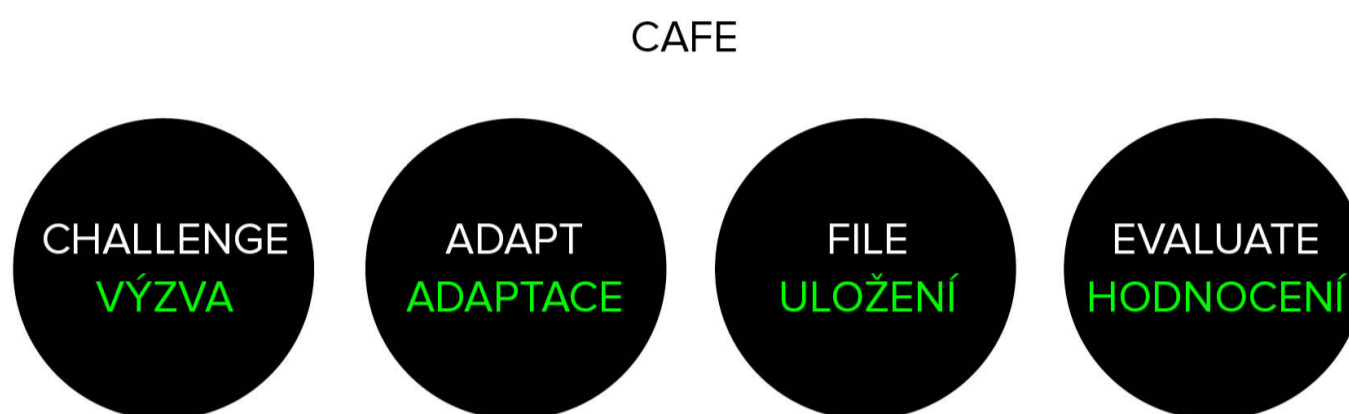 CAFE
CHALLENGE
VÝZVA
ADAPT
ADAPTACE
FILE
ULOŽENÍ
EVALUATE
HODNOCENÍ